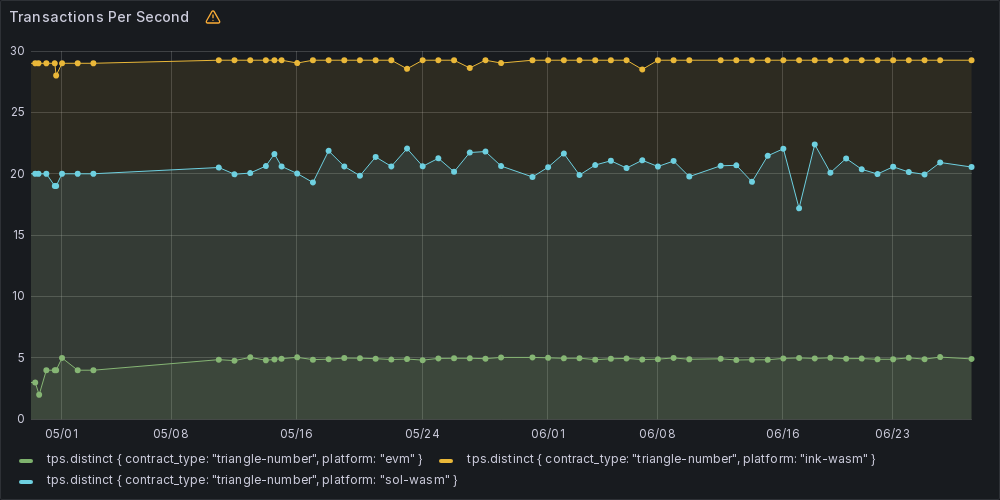 Transactions Per Second
30
25
20
15
10
5
0
05/01 05/08 05/16 05/24 06/01 06/08 06/16 06/23
tps.distinct { contract_type: "triangle-number", platform: "evm" } tps.distinct { contract_type: "triangle-number", platform: "ink-wasm" }
tps.distinct { contract_type: "triangle-number", platform: "sol-wasm" }